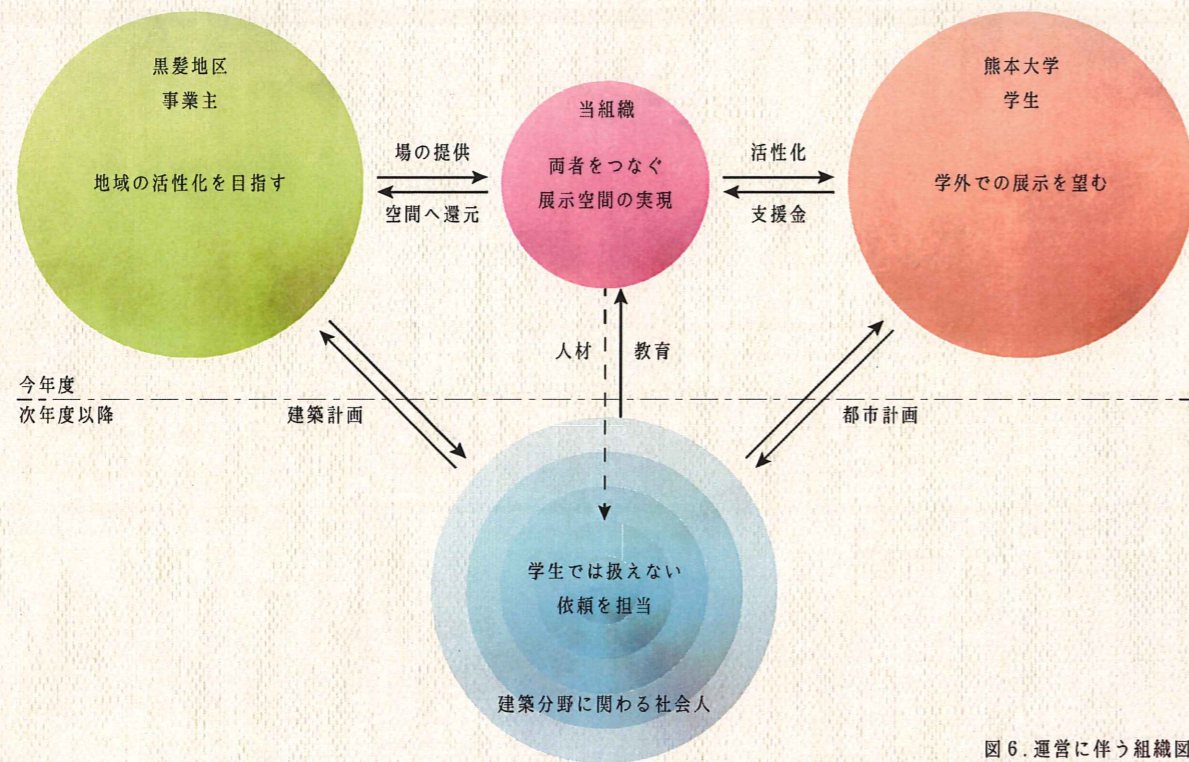 黒髪地区
事業主
地域の活性化を目指す
場の提供
空間へ還元
当組織
両者をつなぐ
展示空間の実現
活性化
支援金
熊本大学
学生
学外での展示を望む
人材
教育
今年度
次年度以降
建築計画
都市計画
学生では扱えない
依頼を担当
建築分野に関わる社会人
図6.運営に伴う組織図